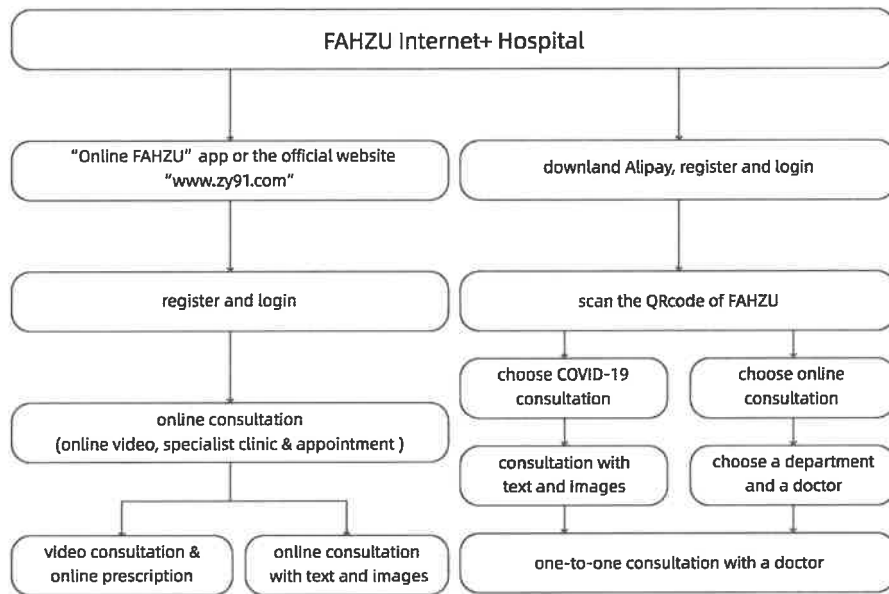 FAHZU Internet+ Hospital
“Online FAHZU” app or the official website
“www.zy91.com”
downland Alipay, register and login
register and login
scan the QRcode of FAHZU
choose COVID-19
consultation
choose online
consultation
online consultation
(online video, specialist clinic & appointment )
consultation with
text and images
choose a department
and a doctor
video consultation &
online prescription
online consultation
with text and images
one-to-one consultation with a doctor